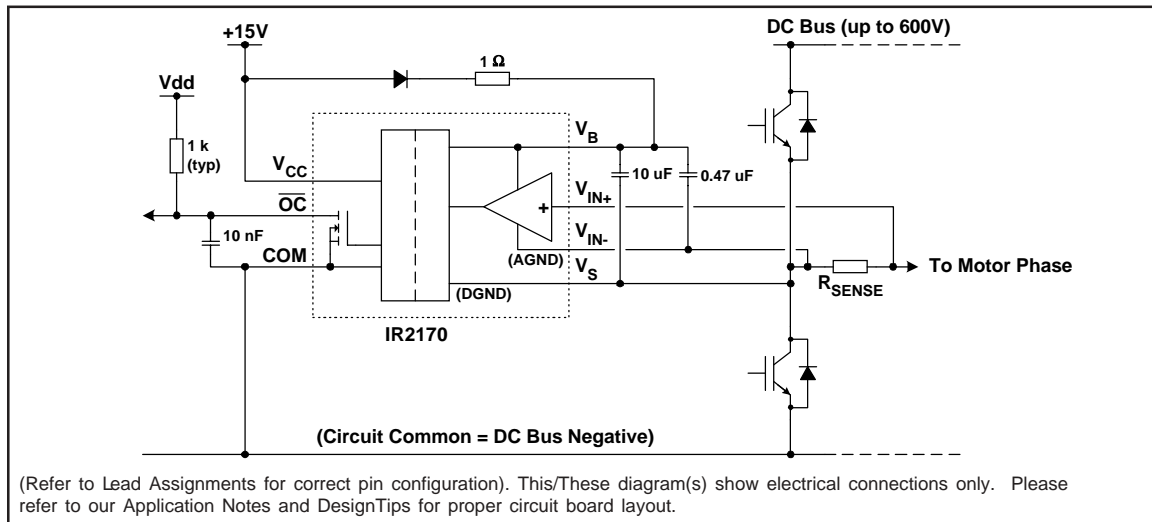 +15V
DC Bus (up to 600V)
1 Ω
Vdd
1 k
(typ)
VB
VCC
10 uF
0.47 uF
VIN+
OC
+
10 nF
VIN-
COM
(AGND)
VS
To Motor Phase
RSENSE
(DGND)
IR2170
(Circuit Common = DC Bus Negative)
(Refer to Lead Assignments for correct pin configuration). This/These diagram(s) show electrical connections only. Please
refer to our Application Notes and DesignTips for proper circuit board layout.